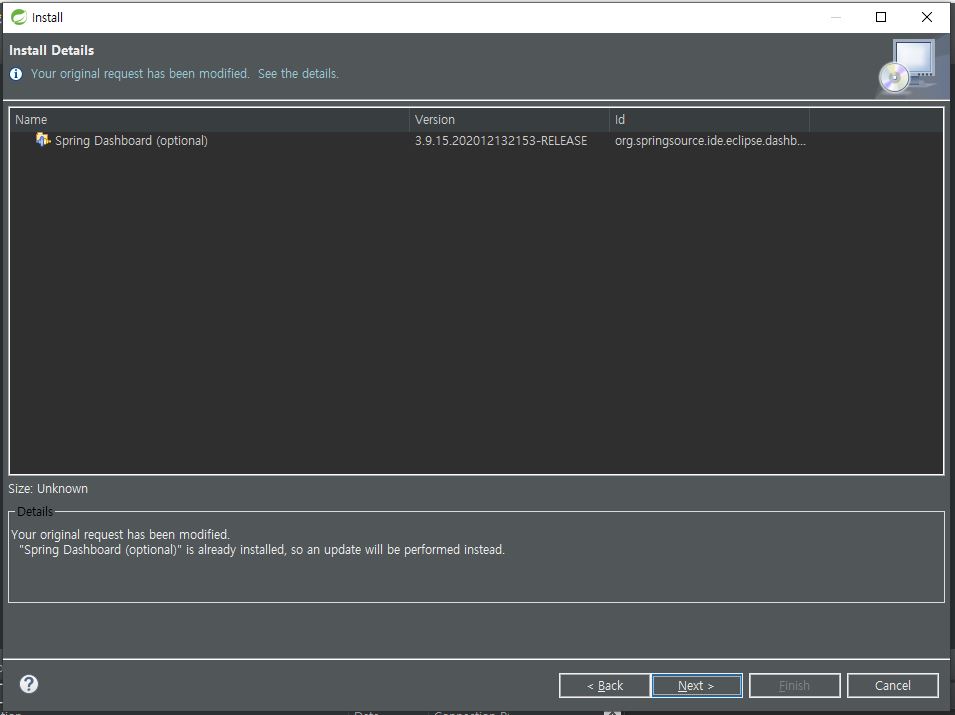 Install
Install Details
Your original request has been modified. See the details.
Name Version Id
Spring Dashboard (optional) 3.9.15.202012132153-RELEASE org.springsource.ide.eclipse.dashb...
Size: Unknown
Details
Your original request has been modified.
"Spring Dashboard (optional)" is already installed, so an update will be performed instead.
< Back Next > Finish Cancel